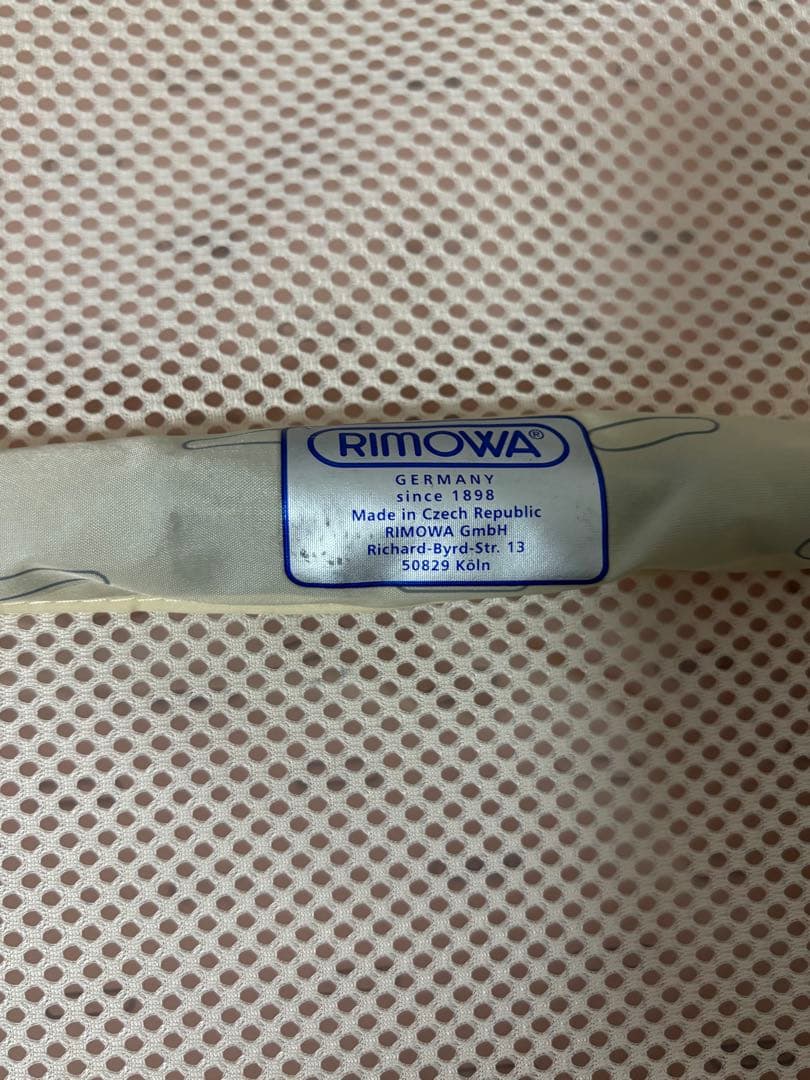 RIMOWA®
GERMANY
since 1898
Made in Czech Republic
RIMOWA GmbH
Richard-Byrd-Str. 13
50829 Köln